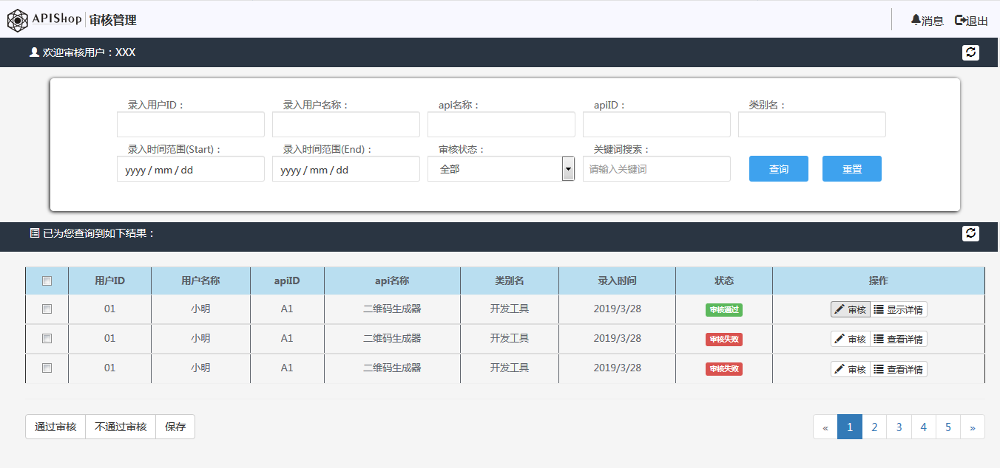 APIShop 审核管理 消息 退出
欢迎审核用户：XXX
录入用户ID： 录入用户名称： api名称： apiID： 类别名：
录入时间范围(Start)： 录入时间范围(End)： 审核状态： 关键词搜索：
yyyy / mm / dd yyyy / mm / dd 全部 请输入关键词 查询 重置
已为您查询到如下结果：
用户ID 用户名称 apiID api名称 类别名 录入时间 状态 操作
01 小明 A1 二维码生成器 开发工具 2019/3/28 审核通过 审核 显示详情
01 小明 A1 二维码生成器 开发工具 2019/3/28 审核失败 审核 查看详情
01 小明 A1 二维码生成器 开发工具 2019/3/28 审核失败 审核 查看详情
通过审核 不通过审核 保存 « 1 2 3 4 5 »